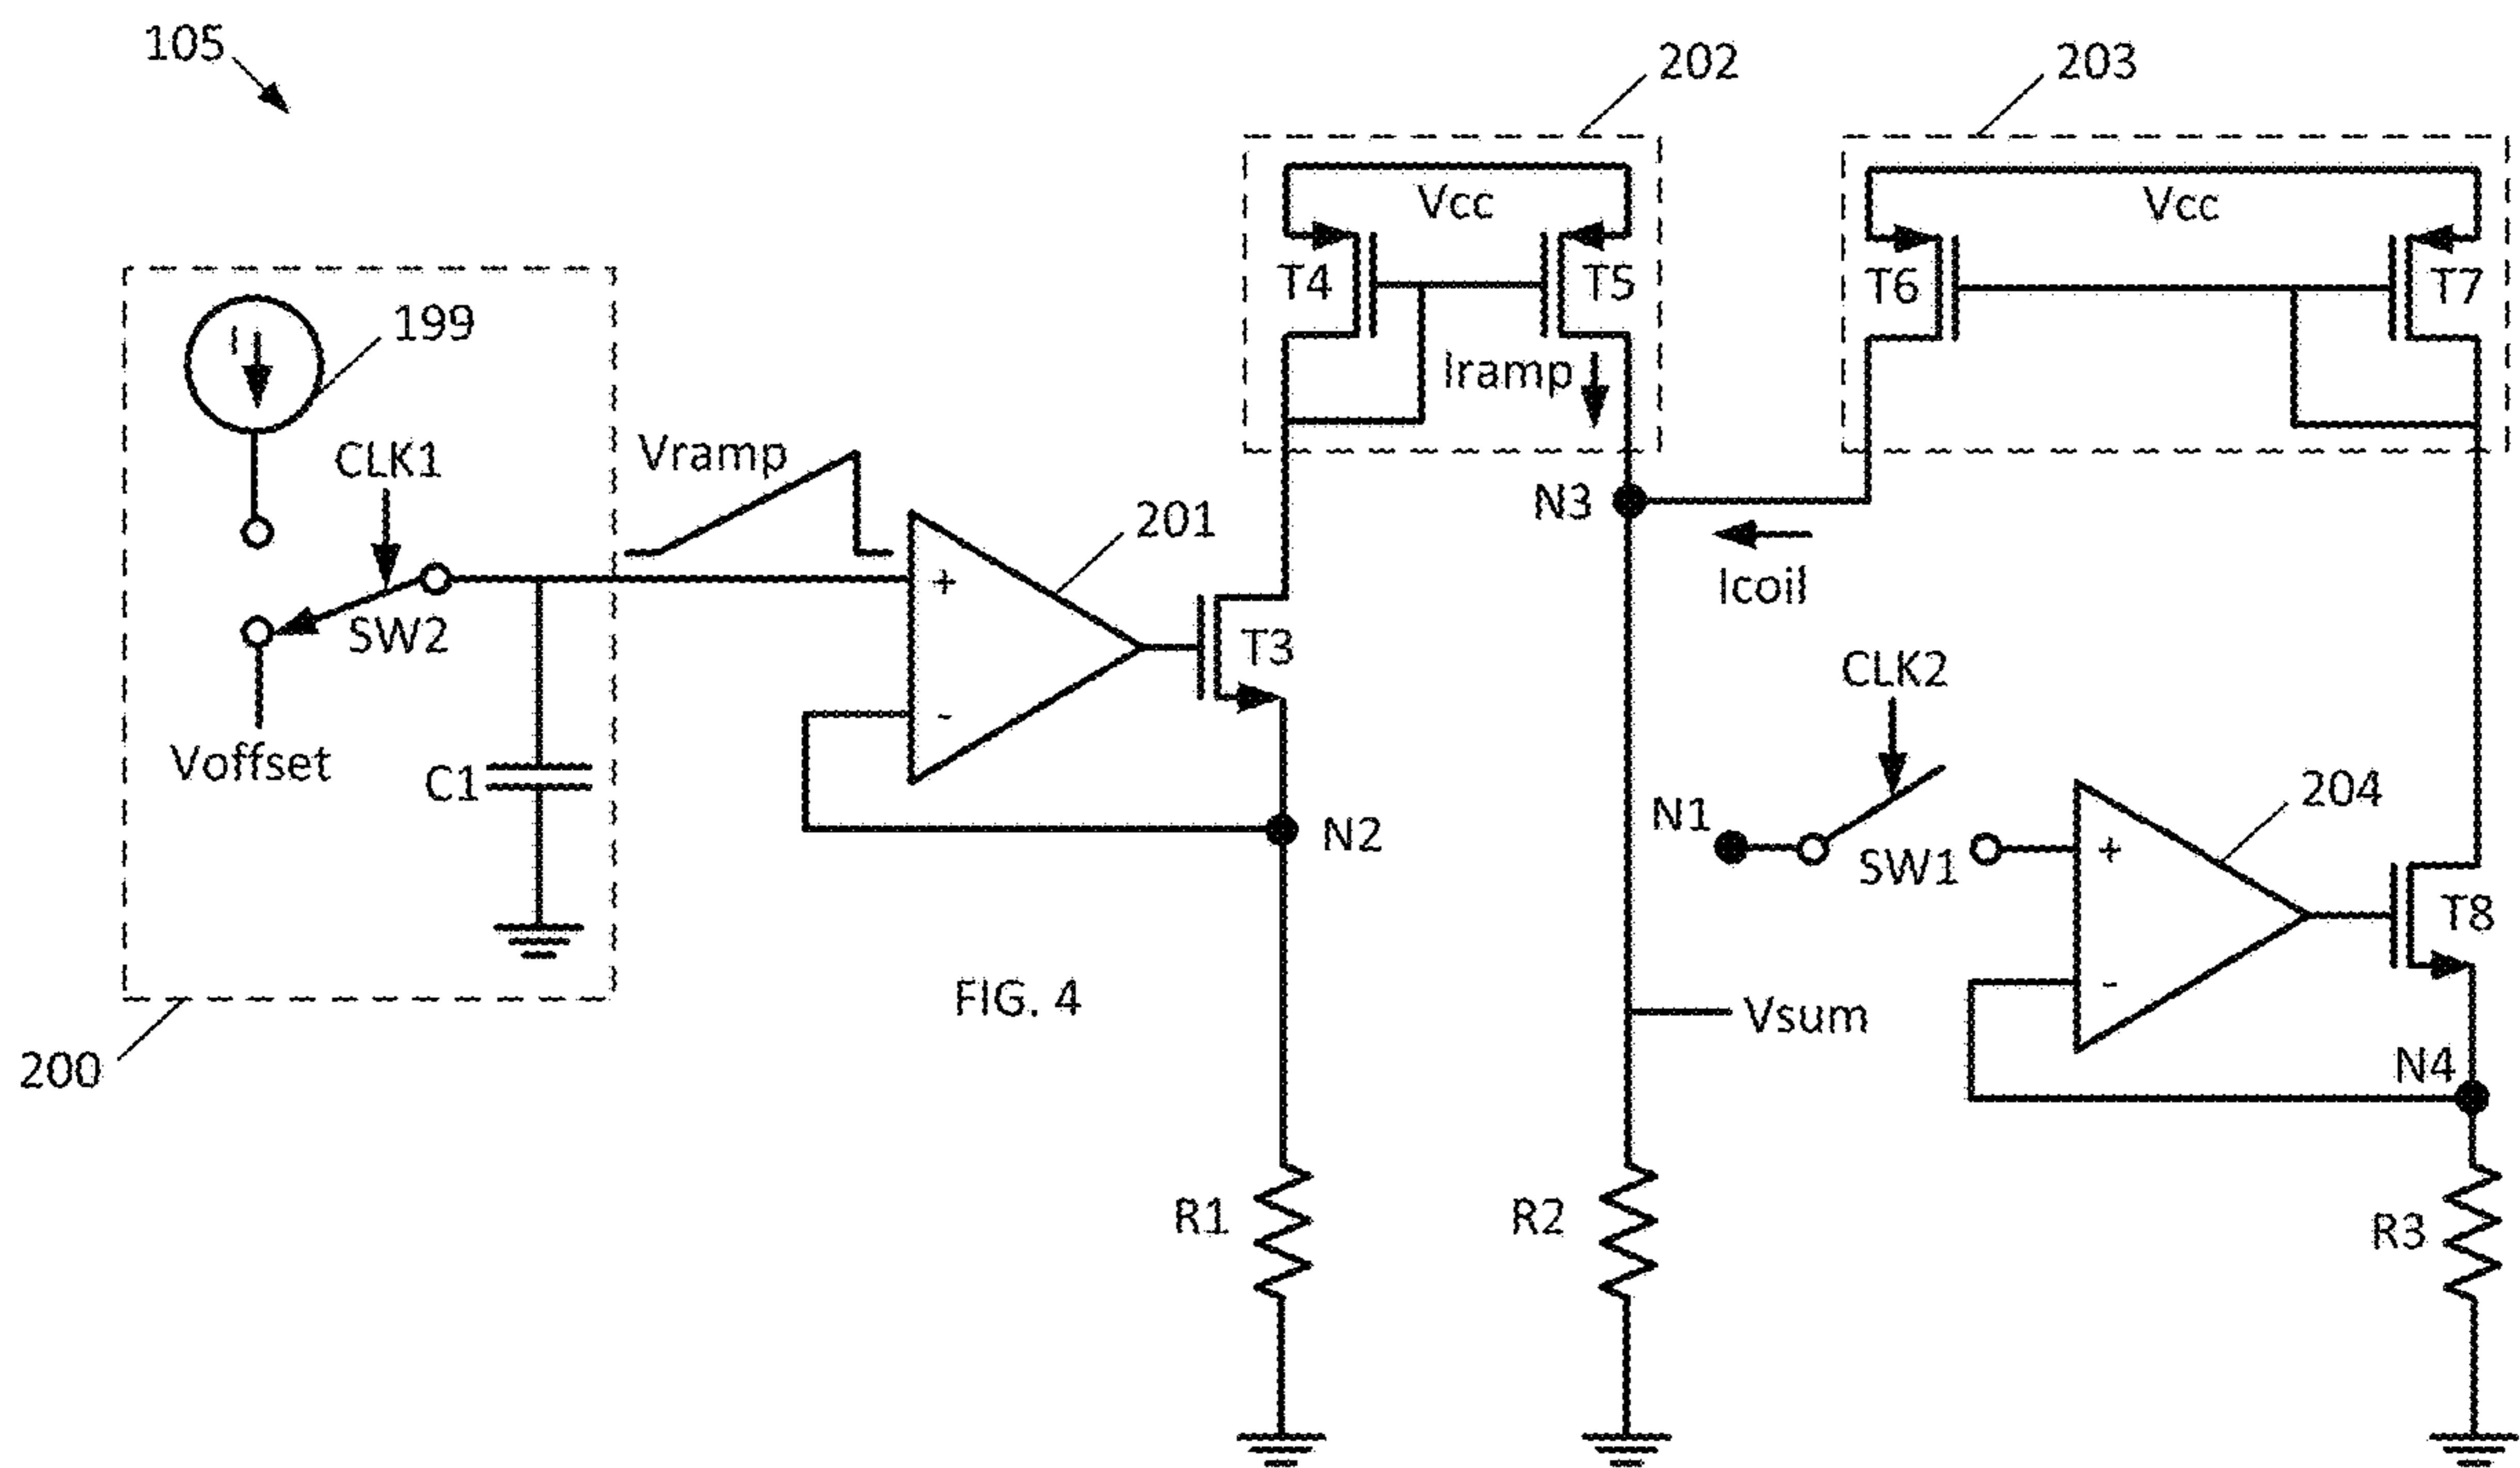 105
202
203
Vcc
Vcc
T4
T5
T6
T7
I
199
Iramp
CLK1
Vramp
N3
201
Icoil
+
SW2
T3
CLK2
-
Voffset
C1
N2
N1
204
+
SW1
T8
FIG. 4
-
Vsum
200
N4
R1
R2
R3